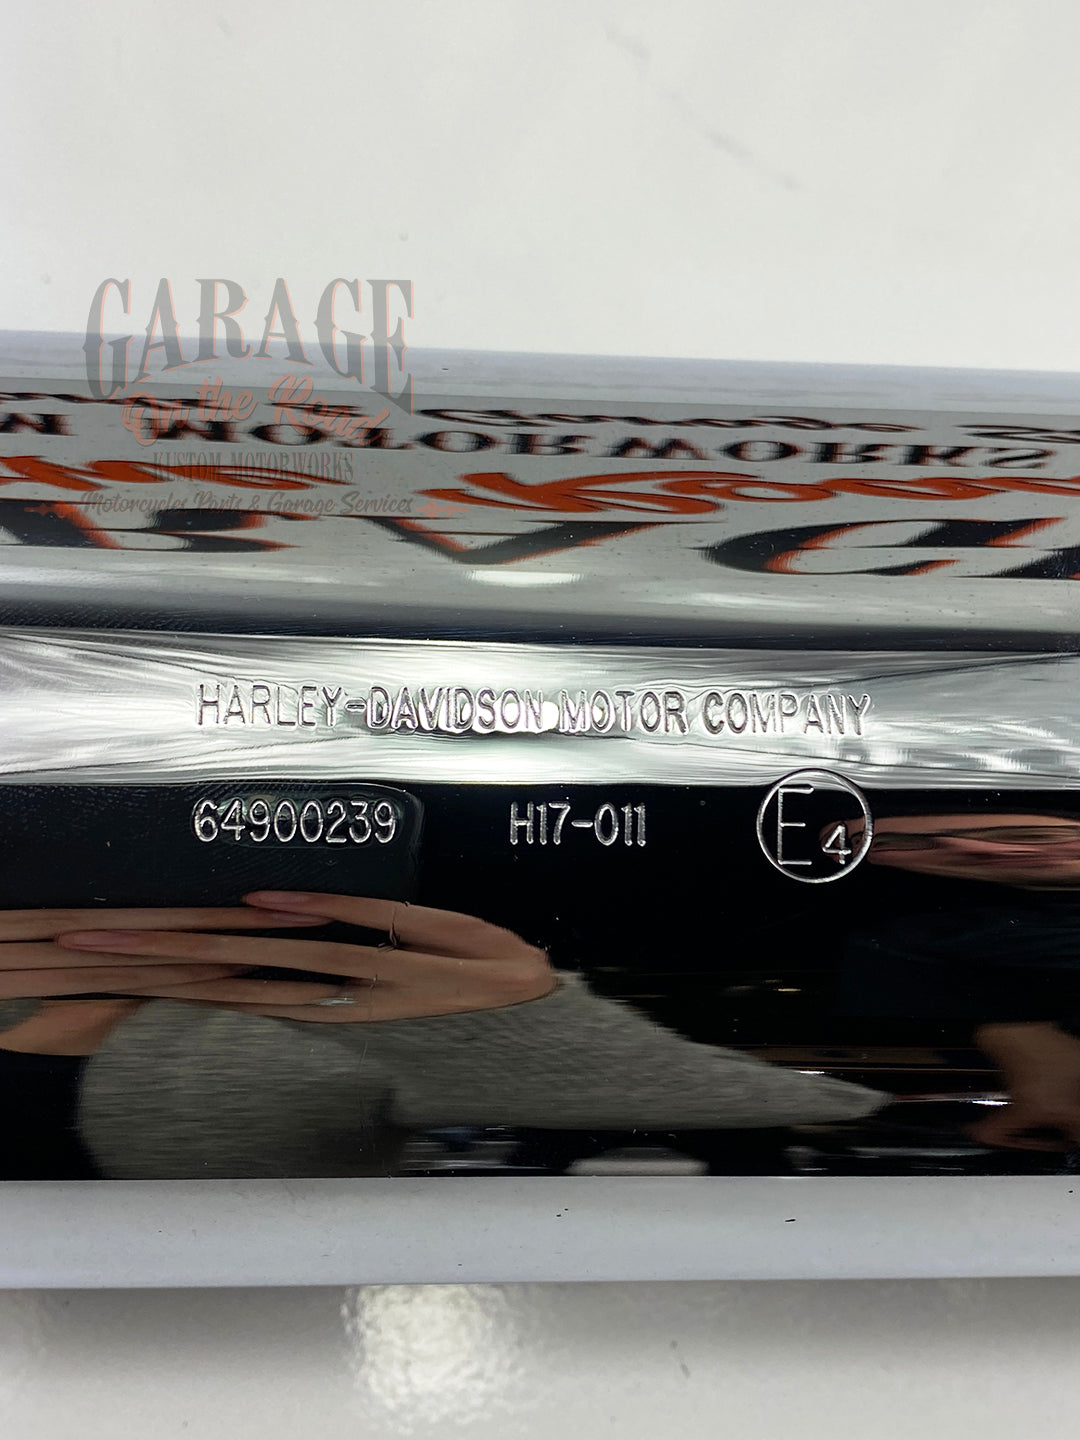 GARAGE
On the Road
KUSTOM MOTORWORKS
Motorcycles Parts & Garage Services
HARLEY-DAVIDSON MOTOR COMPANY
64900239 H17-011 E4